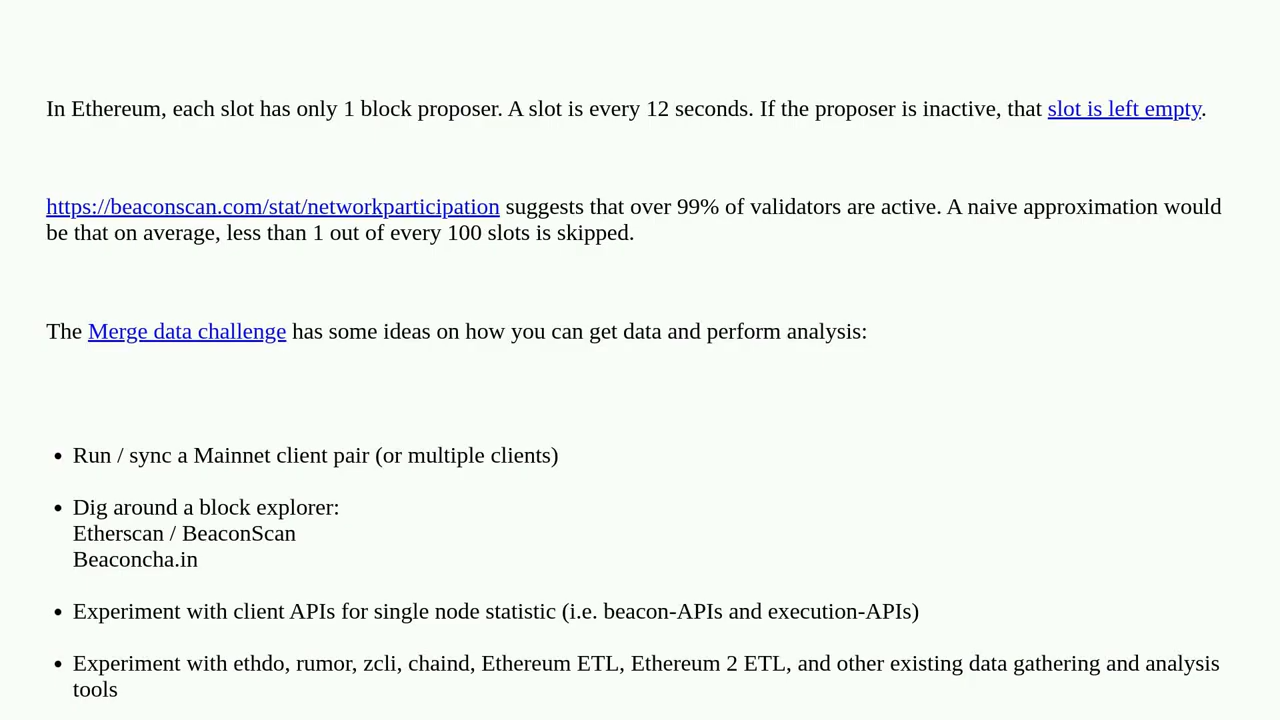 In Ethereum, each slot has only 1 block proposer. A slot is every 12 seconds. If the proposer is inactive, that slot is left empty.
https://beaconscan.com/stat/networkparticipation suggests that over 99% of validators are active. A naive approximation would
be that on average, less than 1 out of every 100 slots is skipped.
The Merge data challenge has some ideas on how you can get data and perform analysis:
• Run / sync a Mainnet client pair (or multiple clients)
• Dig around a block explorer:
Etherscan / BeaconScan
Beaconcha.in
• Experiment with client APIs for single node statistic (i.e. beacon-APIs and execution-APIs)
• Experiment with ethdo, rumor, zcli, chaind, Ethereum ETL, Ethereum 2 ETL, and other existing data gathering and analysis
tools